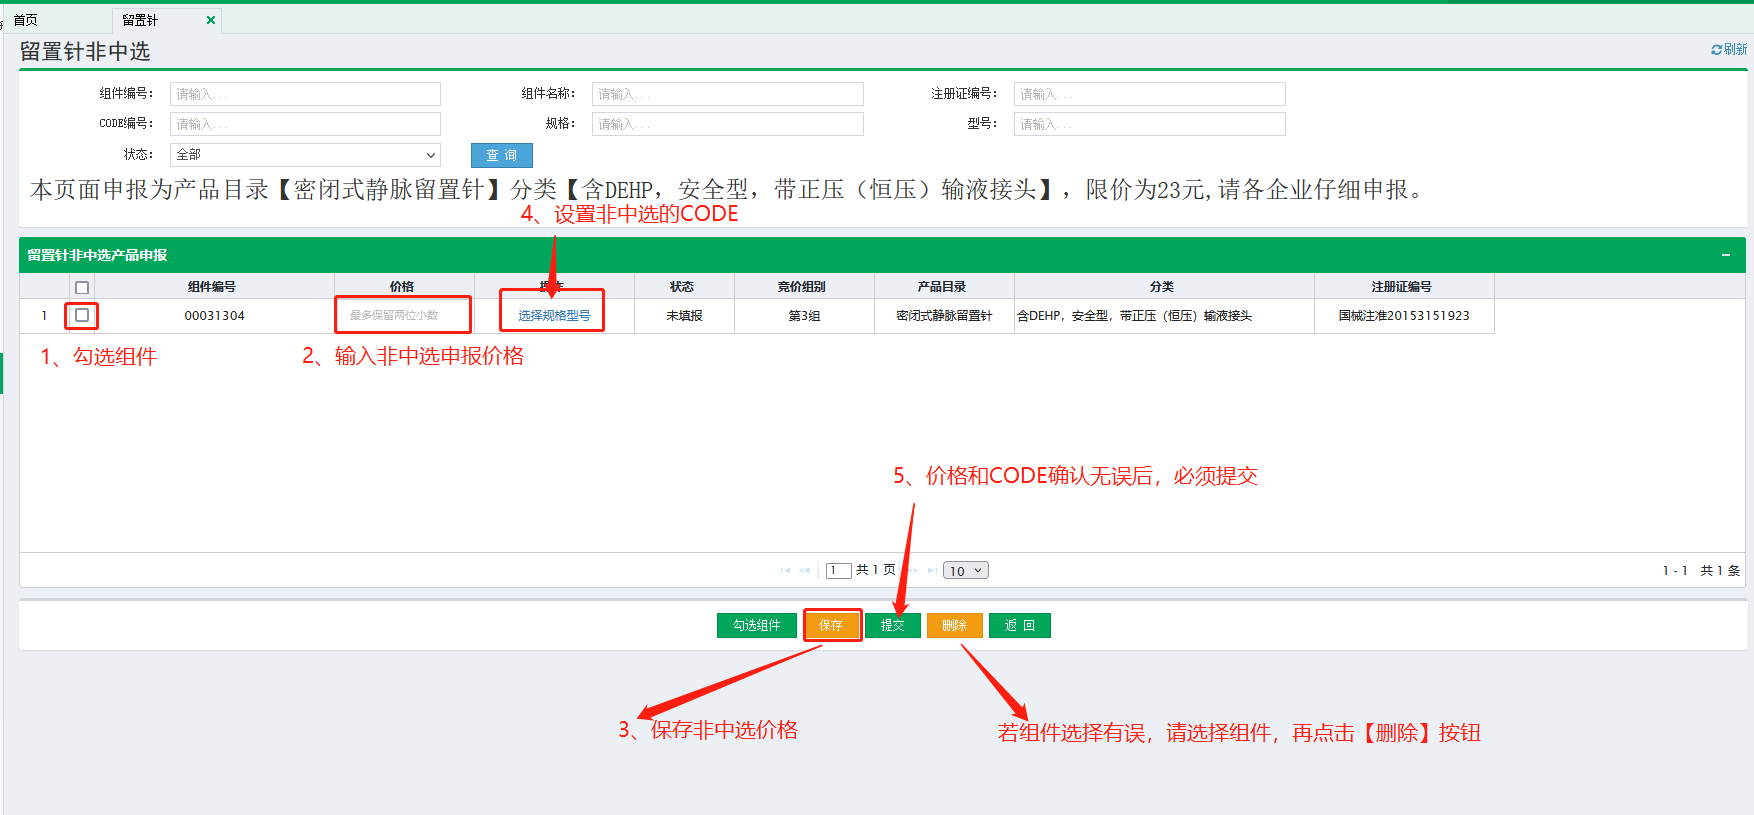 首页
留置针
留置针非中选
刷新
组件编号：
请输入...
组件名称：
请输入...
注册证编号：
请输入...
CODE编号：
请输入...
规格：
请输入...
型号：
请输入...
状态：
全部
查 询
本页面申报为产品目录【密闭式静脉留置针】分类【含DEHP，安全型，带正压（恒压）输液接头】，限价为23元,请各企业仔细申报。
4、设置非中选的CODE
留置针非中选产品申报
组件编号 价格 操作 状态 竞价组别 产品目录 分类 注册证编号
1 00031304 最多保留两位小数 选择规格型号 未填报 第3组 密闭式静脉留置针 含DEHP，安全型，带正压（恒压）输液接头 国械注准20153151923
1、勾选组件
2、输入非中选申报价格
5、价格和CODE确认无误后，必须提交
1 共 1 页 10 1 - 1 共 1 条
勾选组件 保存 提交 删除 返 回
3、保存非中选价格
若组件选择有误，请选择组件，再点击【删除】按钮